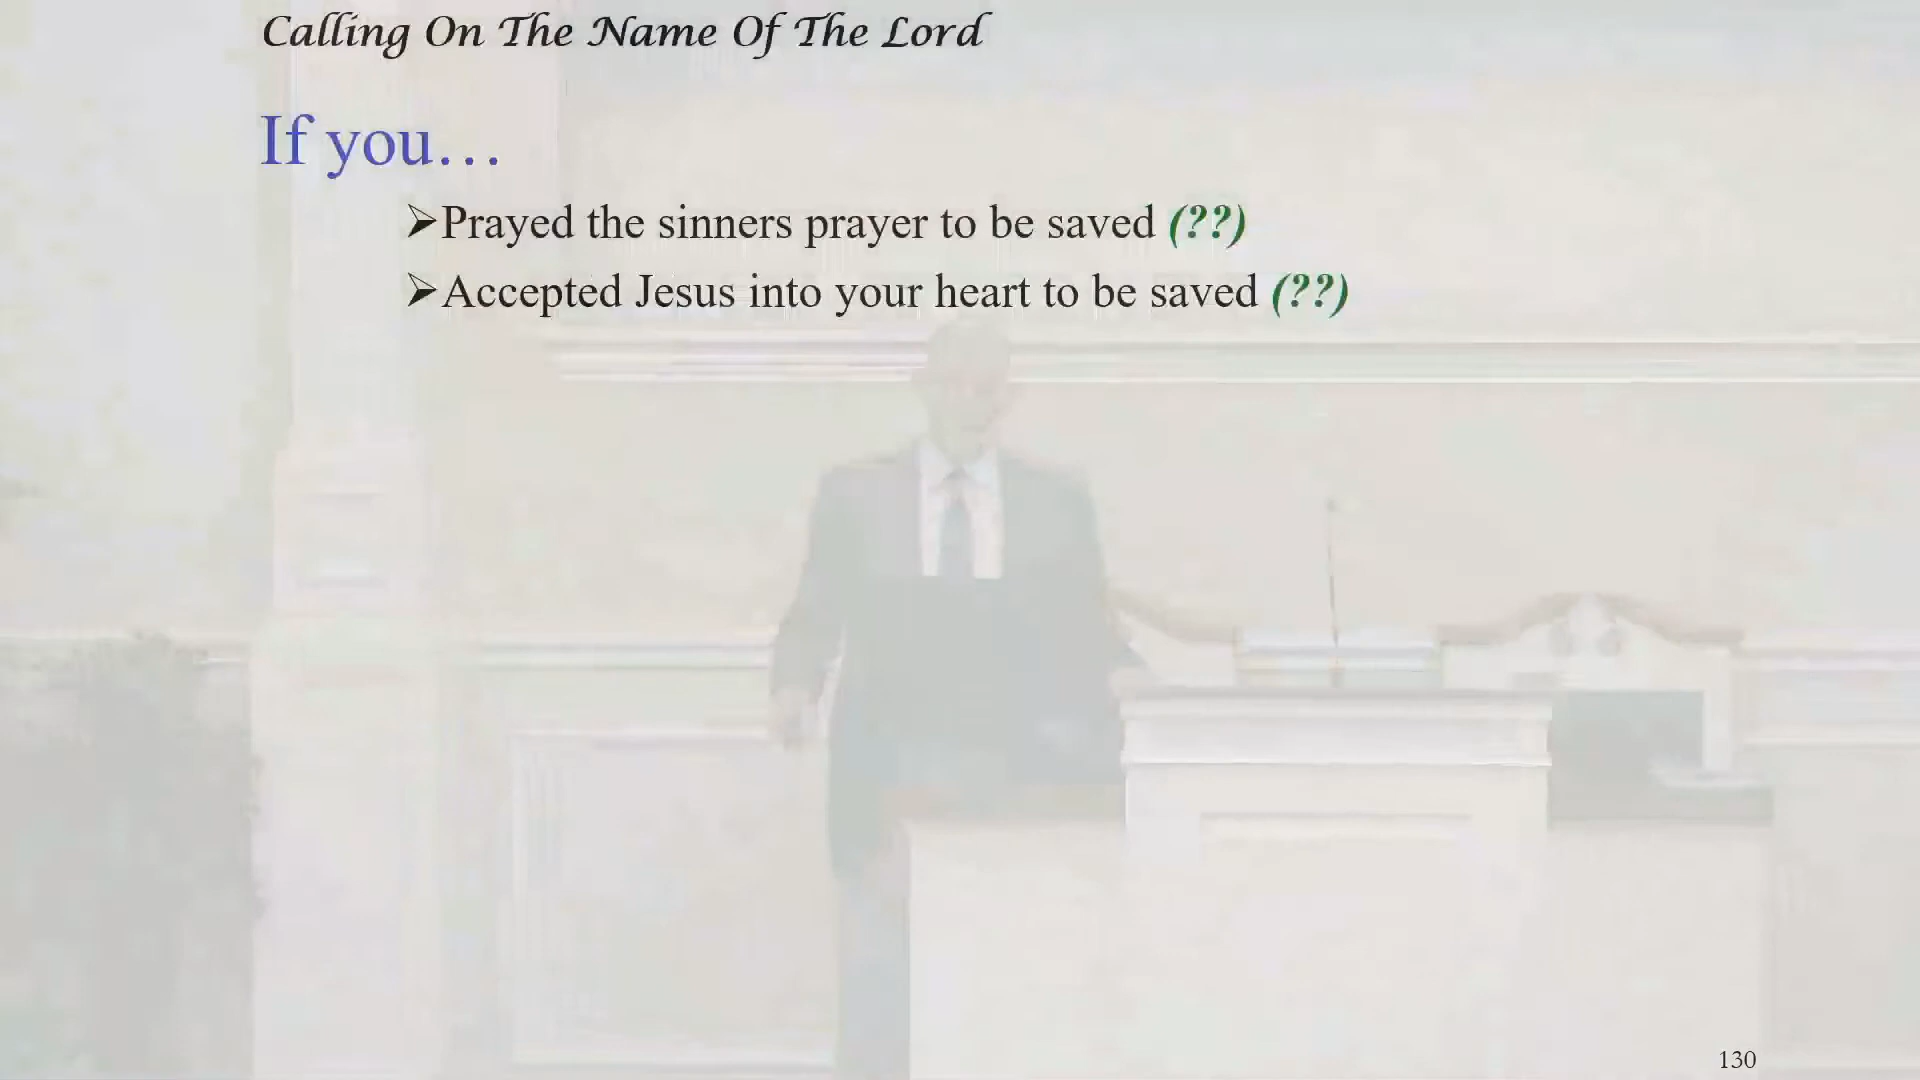 Calling On The Name Of The Lord
If you…
➢Prayed the sinners prayer to be saved (??)
➢Accepted Jesus into your heart to be saved (??)
130